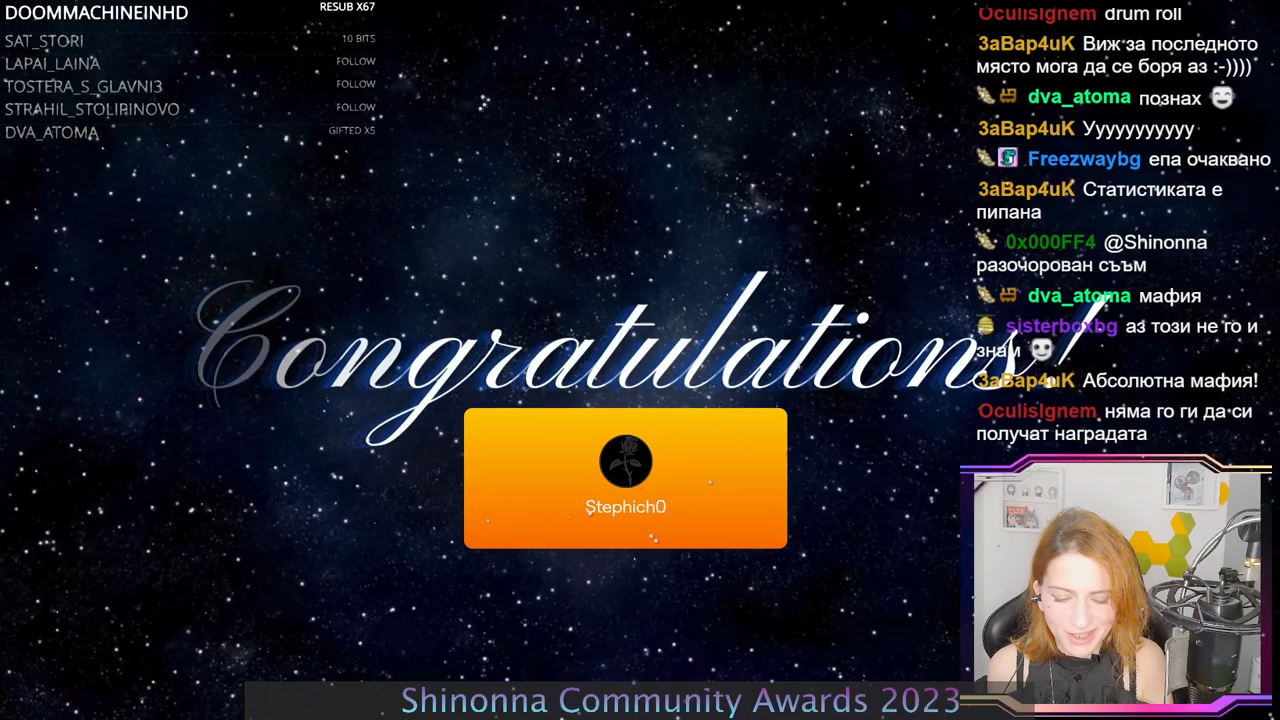 DOOMMACHINEINHD RESUB X67
SAT_STORI 10 BITS
LAPAI_LAINA FOLLOW
TOSTERA_S_GLAVNI3 FOLLOW
STRAHIL_STOLIPINOVO FOLLOW
DVA_ATOMA GIFTED X5
OculisIgnem drum roll
3aBap4uK Виж за последното
място мога да се боря аз :-))))
dva_atoma познах
3aBap4uK Ууууууууууу
Freezwaybg епа очаквано
3aBap4uK Статистиката е
пипана
0x000FF4 @Shinonna
разочорован съъм
dva_atoma мафия
sisterboxbg аз този не го и
знам
3aBap4uK Абсолютна мафия!
OculisIgnem няма го ги да си
получат наградата
Congratulations!
Stephich0
Shinonna Community Awards 2023